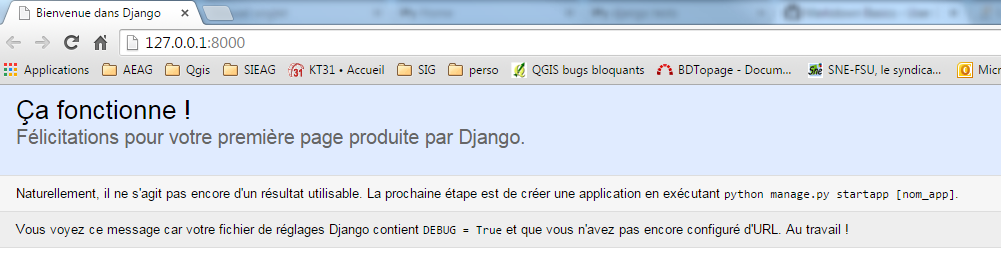 Bienvenue dans Django
127.0.0.1:8000
Applications AEAG Qgis SIEAG KT31 • Accueil SIG perso QGIS bugs bloquants BDTopage - Docum... SNE-FSU, le syndica... Micr
Ça fonctionne !
Félicitations pour votre première page produite par Django.
Naturellement, il ne s'agit pas encore d'un résultat utilisable. La prochaine étape est de créer une application en exécutant python manage.py startapp [nom_app].
Vous voyez ce message car votre fichier de réglages Django contient DEBUG = True et que vous n'avez pas encore configuré d'URL. Au travail !